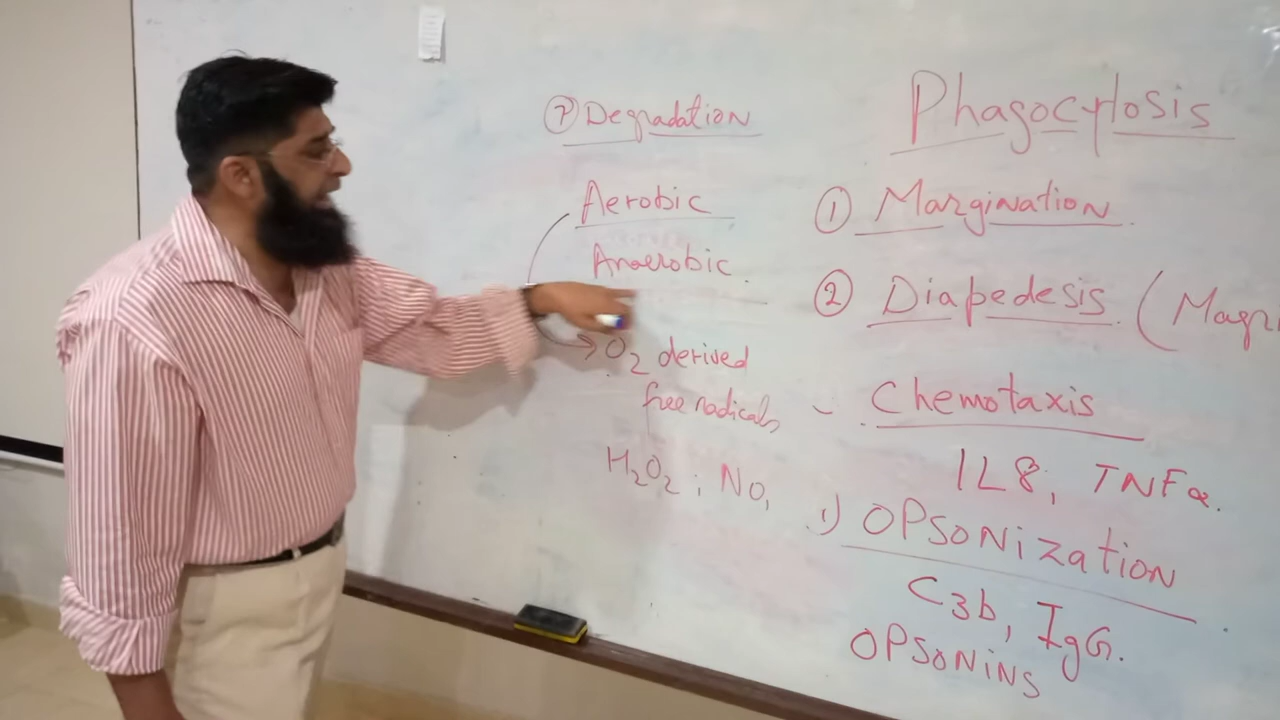 Phagocytosis
① Margination
② Diapedesis (
Chemotaxis
IL8, TNFα.
1) OPSONiZation
C3b, IgG.
OPSONiNS
⑦ Degradation
Aerobic
Anaerobic
O2 derived
free radicals
H2O2, NO,